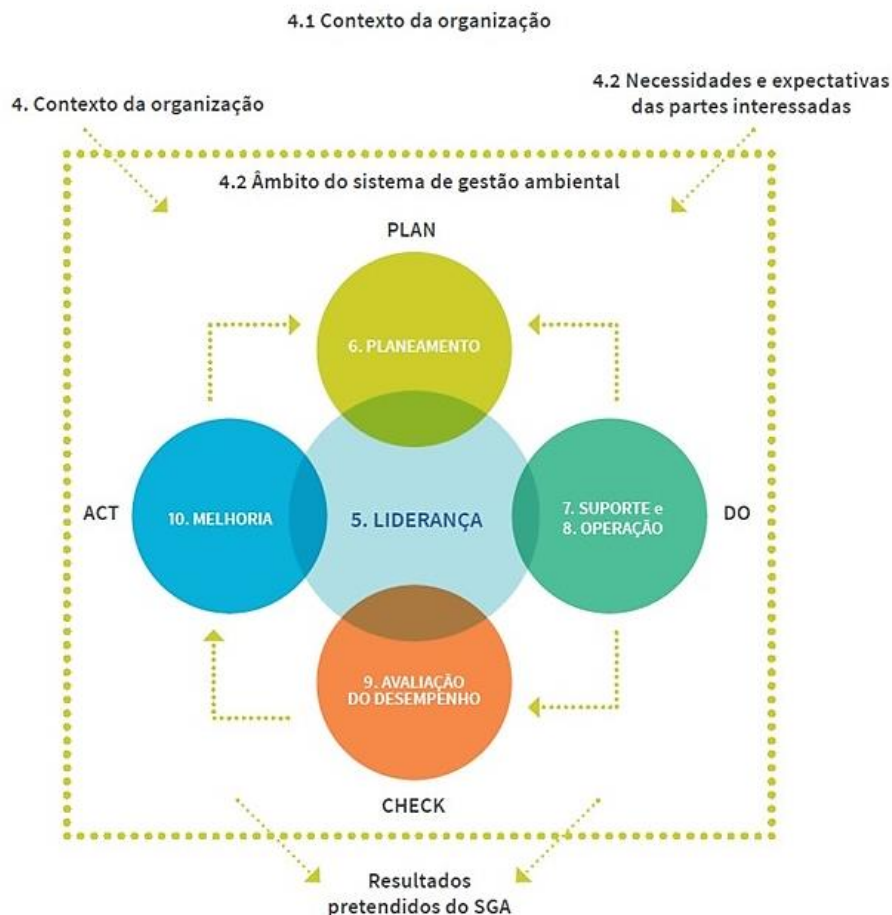 4.1 Contexto da organização
4. Contexto da organização
4.2 Necessidades e expectativas
das partes interessadas
4.2 Âmbito do sistema de gestão ambiental
PLAN
6. PLANEAMENTO
ACT
10. MELHORIA
5. LIDERANÇA
7. SUPORTE e
8. OPERAÇÃO
DO
9. AVALIAÇÃO
DO DESEMPENHO
CHECK
Resultados
pretendidos do SGA